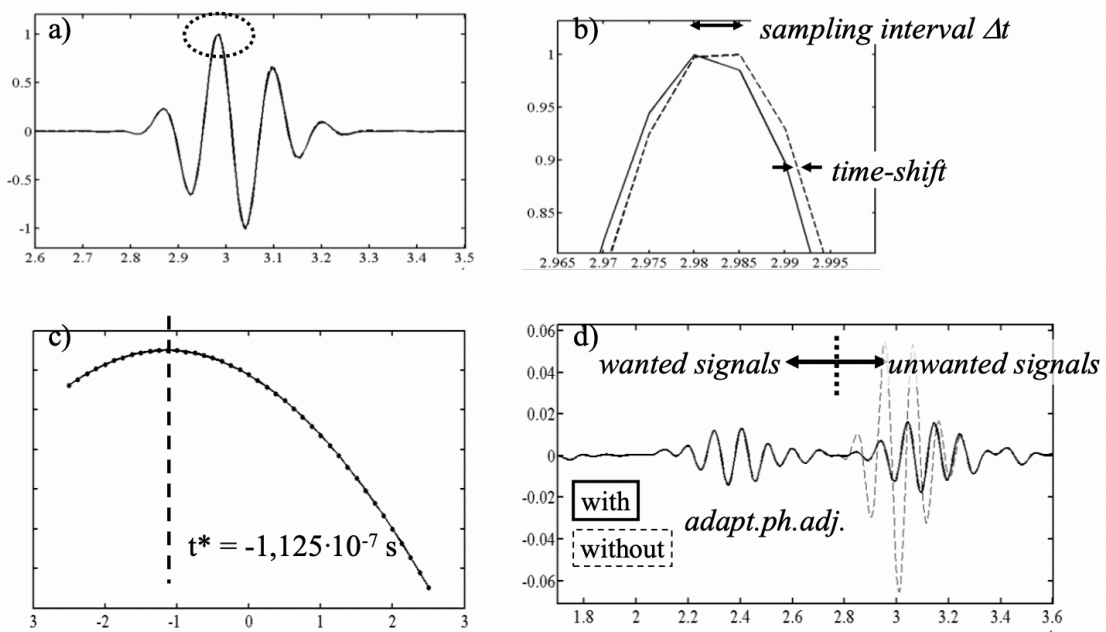 a)
1
0.5
0
-0.5
-1
2.6 2.7 2.8 2.9 3 3.1 3.2 3.3 3.4 3.5
b)
sampling interval Δt
1
0.95
0.9
0.85
time-shift
2.965 2.97 2.975 2.98 2.985 2.99 2.995
c)
t* = -1,125·10-7 s
3 -2 -1 0 1 2 3
d)
0.06
0.04
0.02
0
-0.02
-0.04
-0.06
wanted signals
unwanted signals
with
adapt.ph.adj.
without
1.8 2 2.2 2.4 2.6 2.8 3 3.2 3.4 3.6